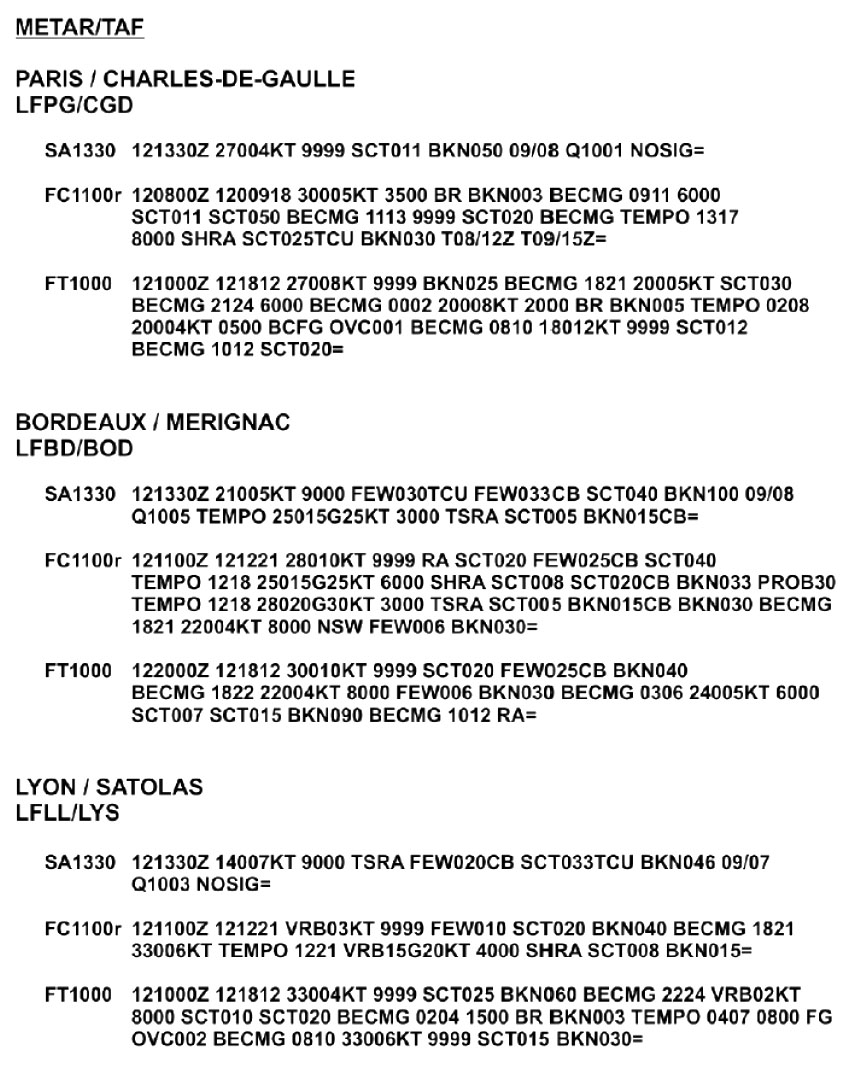 METAR/TAF
PARIS / CHARLES-DE-GAULLE
LFPG/CGD
SA1330 121330Z 27004KT 9999 SCT011 BKN050 09/08 Q1001 NOSIG=
FC1100r 120800Z 1200918 30005KT 3500 BR BKN003 BECMG 0911 6000
SCT011 SCT050 BECMG 1113 9999 SCT020 BECMG TEMPO 1317
8000 SHRA SCT025TCU BKN030 T08/12Z T09/15Z=
FT1000 121000Z 121812 27008KT 9999 BKN025 BECMG 1821 20005KT SCT030
BECMG 2124 6000 BECMG 0002 20008KT 2000 BR BKN005 TEMPO 0208
20004KT 0500 BCFG OVC001 BECMG 0810 18012KT 9999 SCT012
BECMG 1012 SCT020=
BORDEAUX / MERIGNAC
LFBD/BOD
SA1330 121330Z 21005KT 9000 FEW030TCU FEW033CB SCT040 BKN100 09/08
Q1005 TEMPO 25015G25KT 3000 TSRA SCT005 BKN015CB=
FC1100r 121100Z 121221 28010KT 9999 RA SCT020 FEW025CB SCT040
TEMPO 1218 25015G25KT 6000 SHRA SCT008 SCT020CB BKN033 PROB30
TEMPO 1218 28020G30KT 3000 TSRA SCT005 BKN015CB BKN030 BECMG
1821 22004KT 8000 NSW FEW006 BKN030=
FT1000 122000Z 121812 30010KT 9999 SCT020 FEW025CB BKN040
BECMG 1822 22004KT 8000 FEW006 BKN030 BECMG 0306 24005KT 6000
SCT007 SCT015 BKN090 BECMG 1012 RA=
LYON / SATOLAS
LFLL/LYS
SA1330 121330Z 14007KT 9000 TSRA FEW020CB SCT033TCU BKN046 09/07
Q1003 NOSIG=
FC1100r 121100Z 121221 VRB03KT 9999 FEW010 SCT020 BKN040 BECMG 1821
33006KT TEMPO 1221 VRB15G20KT 4000 SHRA SCT008 BKN015=
FT1000 121000Z 121812 33004KT 9999 SCT025 BKN060 BECMG 2224 VRB02KT
8000 SCT010 SCT020 BECMG 0204 1500 BR BKN003 TEMPO 0407 0800 FG
OVC002 BECMG 0810 33006KT 9999 SCT015 BKN030=